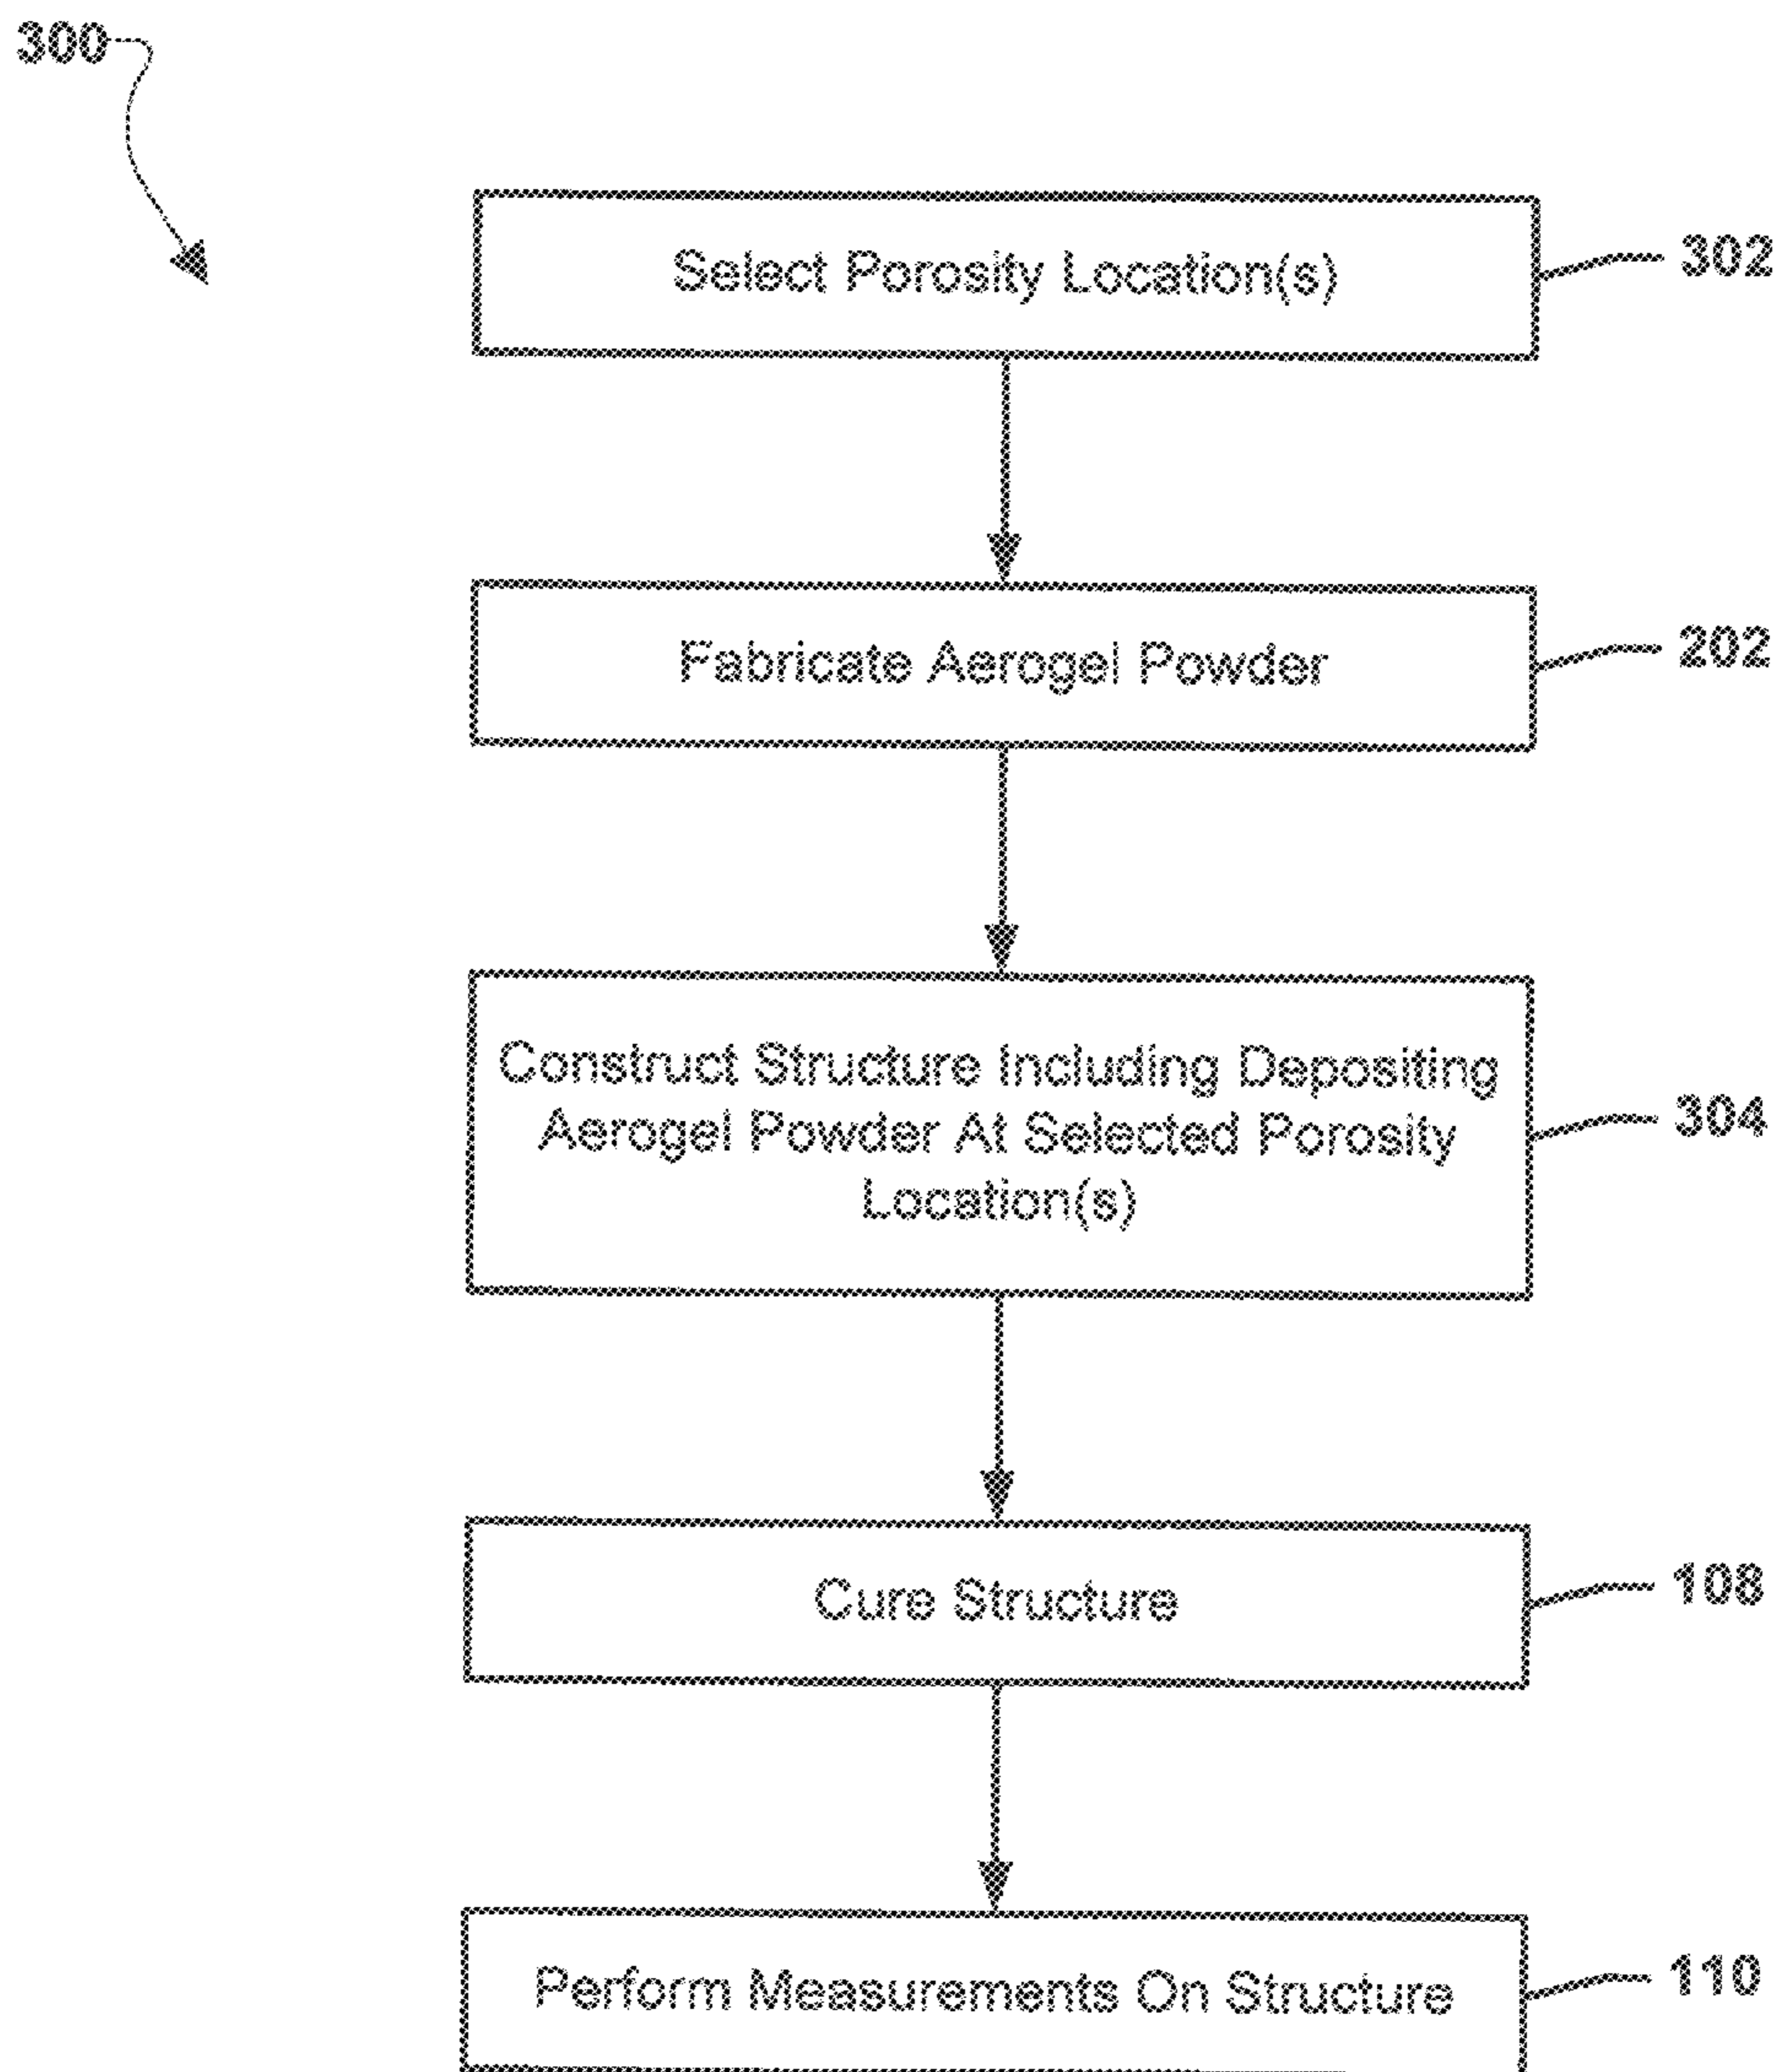 300
Select Porosity Location(s)
302
Fabricate Aerogel Powder
202
Construct Structure Including Depositing
Aerogel Powder At Selected Porosity
Location(s)
304
Cure Structure
108
Perform Measurements On Structure
110